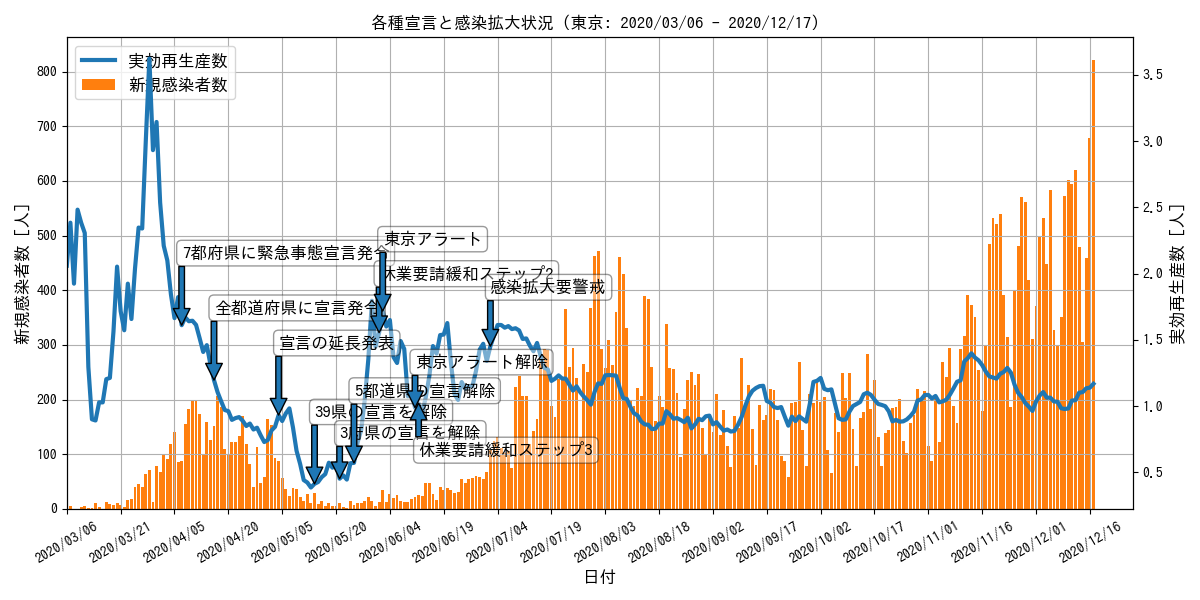 各種宣言と感染拡大状況 (東京: 2020/03/06 - 2020/12/17)
実効再生産数
新規感染者数
800
700
600
500
400
300
200
100
0
新規感染者数 [人]
3.5
3.0
2.5
2.0
1.5
1.0
0.5
実効再生産数 [人]
東京アラート
7都府県に緊急事態宣言発令
休業要請緩和ステップ2
感染拡大要警戒
全都道府県に宣言発令
宣言の延長発表
東京アラート解除
5都道県の宣言解除
39県の宣言を解除
3府県の宣言を解除
休業要請緩和ステップ3
2020/03/06
2020/03/21
2020/04/05
2020/04/20
2020/05/05
2020/05/20
2020/06/04
2020/06/19
2020/07/04
2020/07/19
2020/08/03
2020/08/18
2020/09/02
2020/09/17
2020/10/02
2020/10/17
2020/11/01
2020/11/16
2020/12/01
2020/12/16
日付